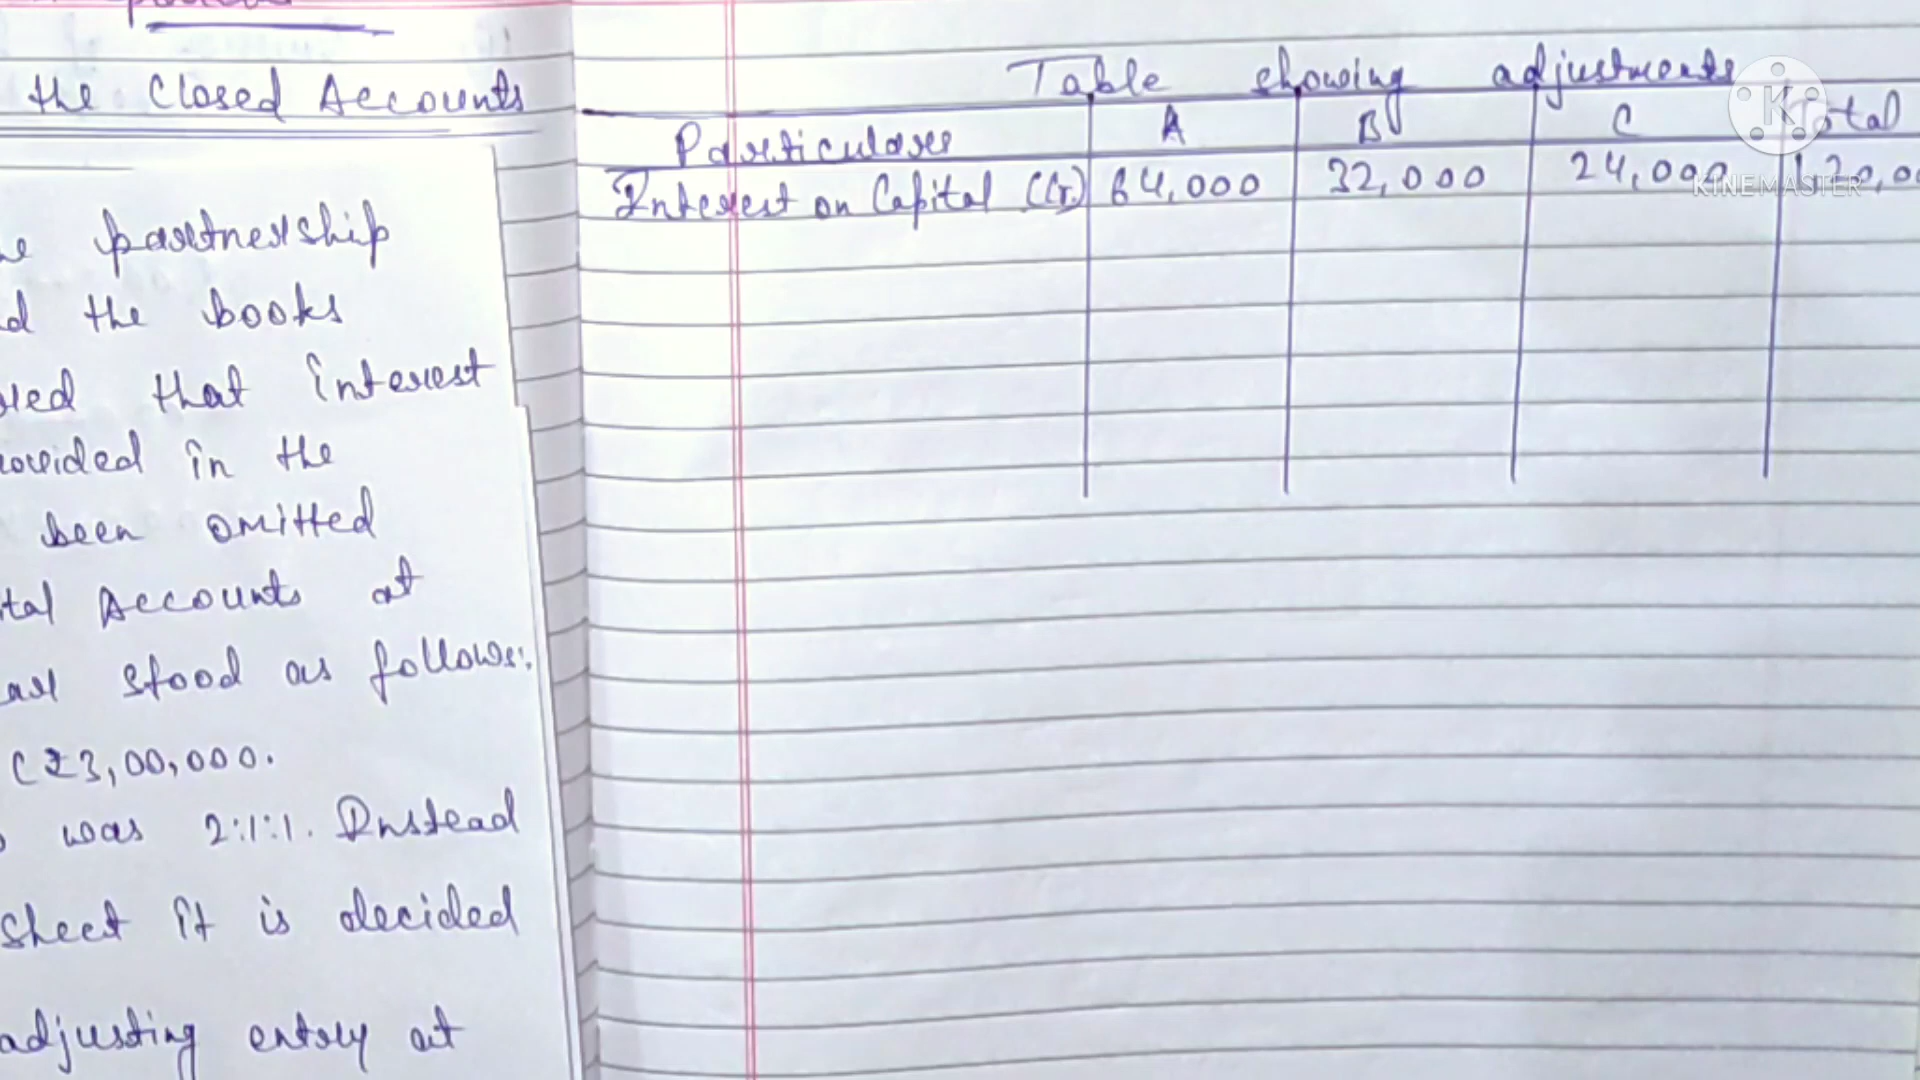 the Closed Accounts
partnership
the books
that interest
in the
been omitted
Accounts at
stood as follows:
C ₹3,00,000.
was 2:1:1. Instead
sheet it is decided
adjusting entry at
Table showing adjustments
Particulars A B C Total
Interest on Capital (Cr.) 64,000 32,000 24,000
KINEMASTER